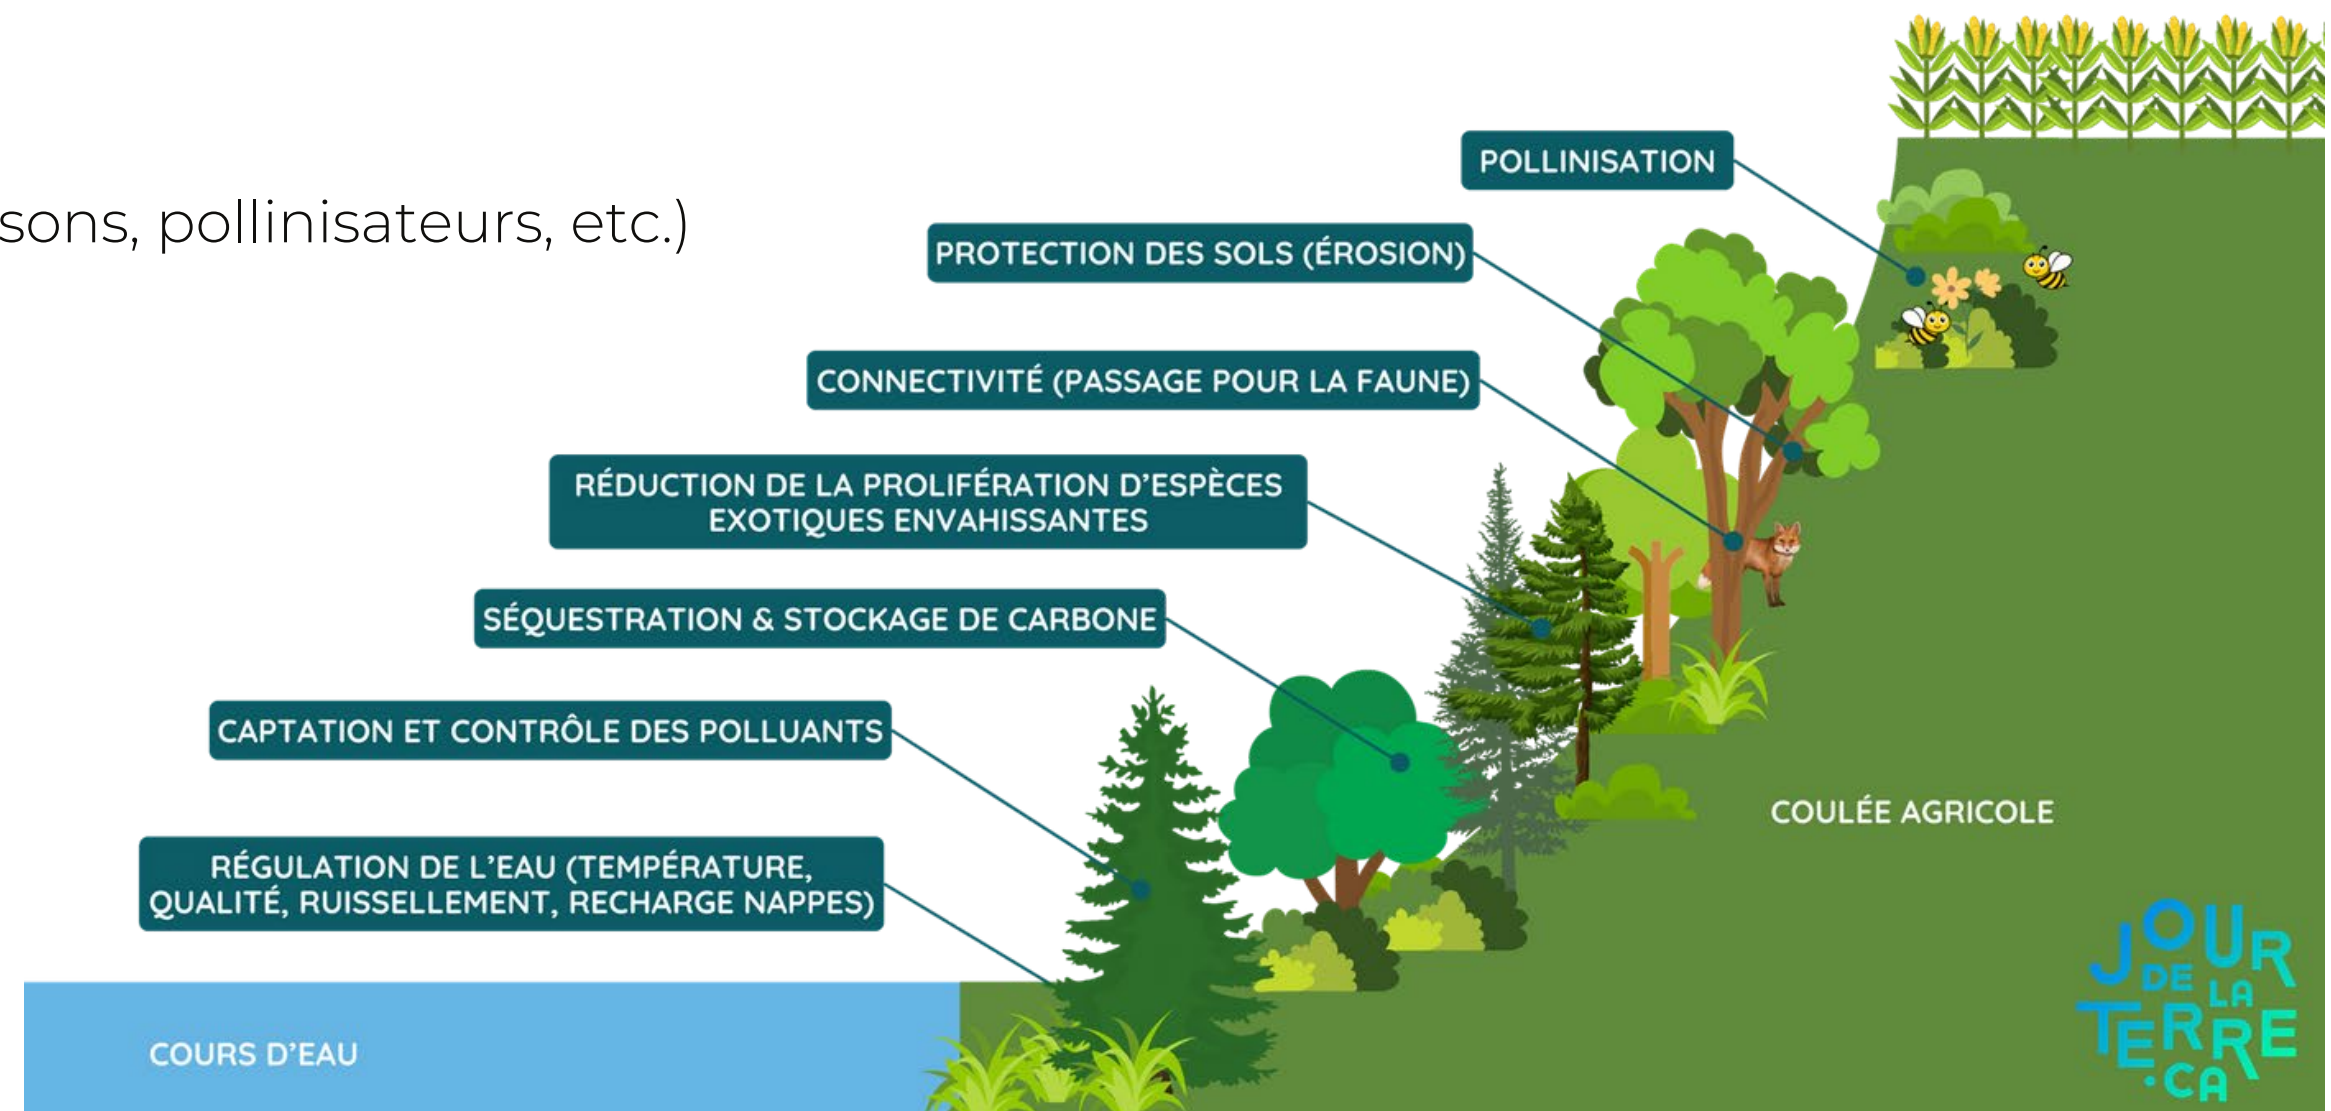 POLLINISATION
sons, pollinisateurs, etc.)
PROTECTION DES SOLS (ÉROSION)
CONNECTIVITÉ (PASSAGE POUR LA FAUNE)
RÉDUCTION DE LA PROLIFÉRATION D'ESPÈCES
EXOTIQUES ENVAHISSANTES
SÉQUESTRATION & STOCKAGE DE CARBONE
CAPTATION ET CONTRÔLE DES POLLUANTS
COULÉE AGRICOLE
RÉGULATION DE L'EAU (TEMPÉRATURE,
QUALITÉ, RUISSELLEMENT, RECHARGE NAPPES)
COURS D'EAU
JOUR
DE LA
TERRE
.CA